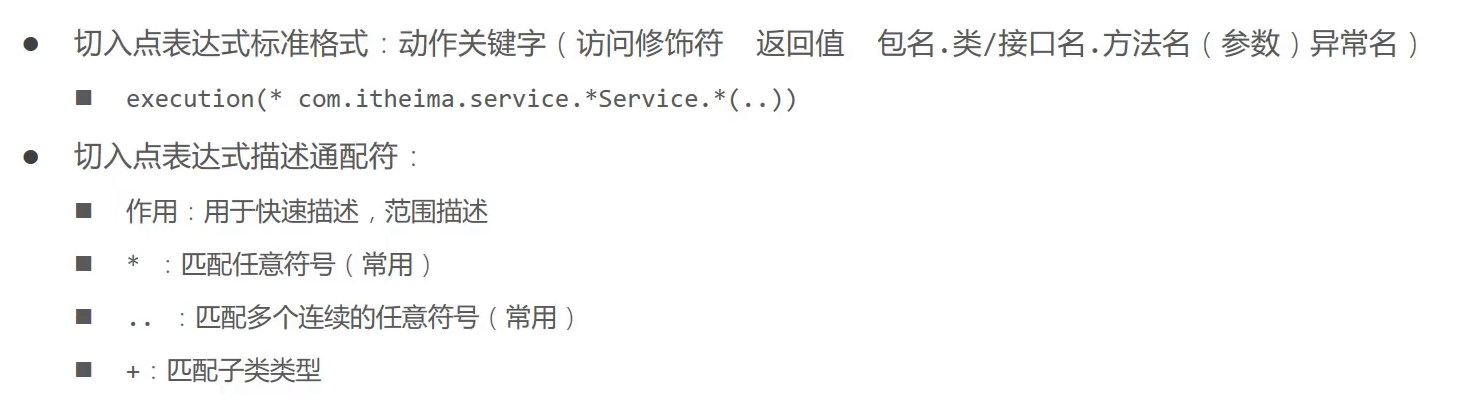 ● 切入点表达式标准格式：动作关键字（访问修饰符  返回值  包名.类/接口名.方法名（参数）异常名）
■ execution(* com.itheima.service.*Service.*(..))
● 切入点表达式描述通配符：
■ 作用：用于快速描述，范围描述
■ * ：匹配任意符号（常用）
■ .. ：匹配多个连续的任意符号（常用）
■ +：匹配子类类型